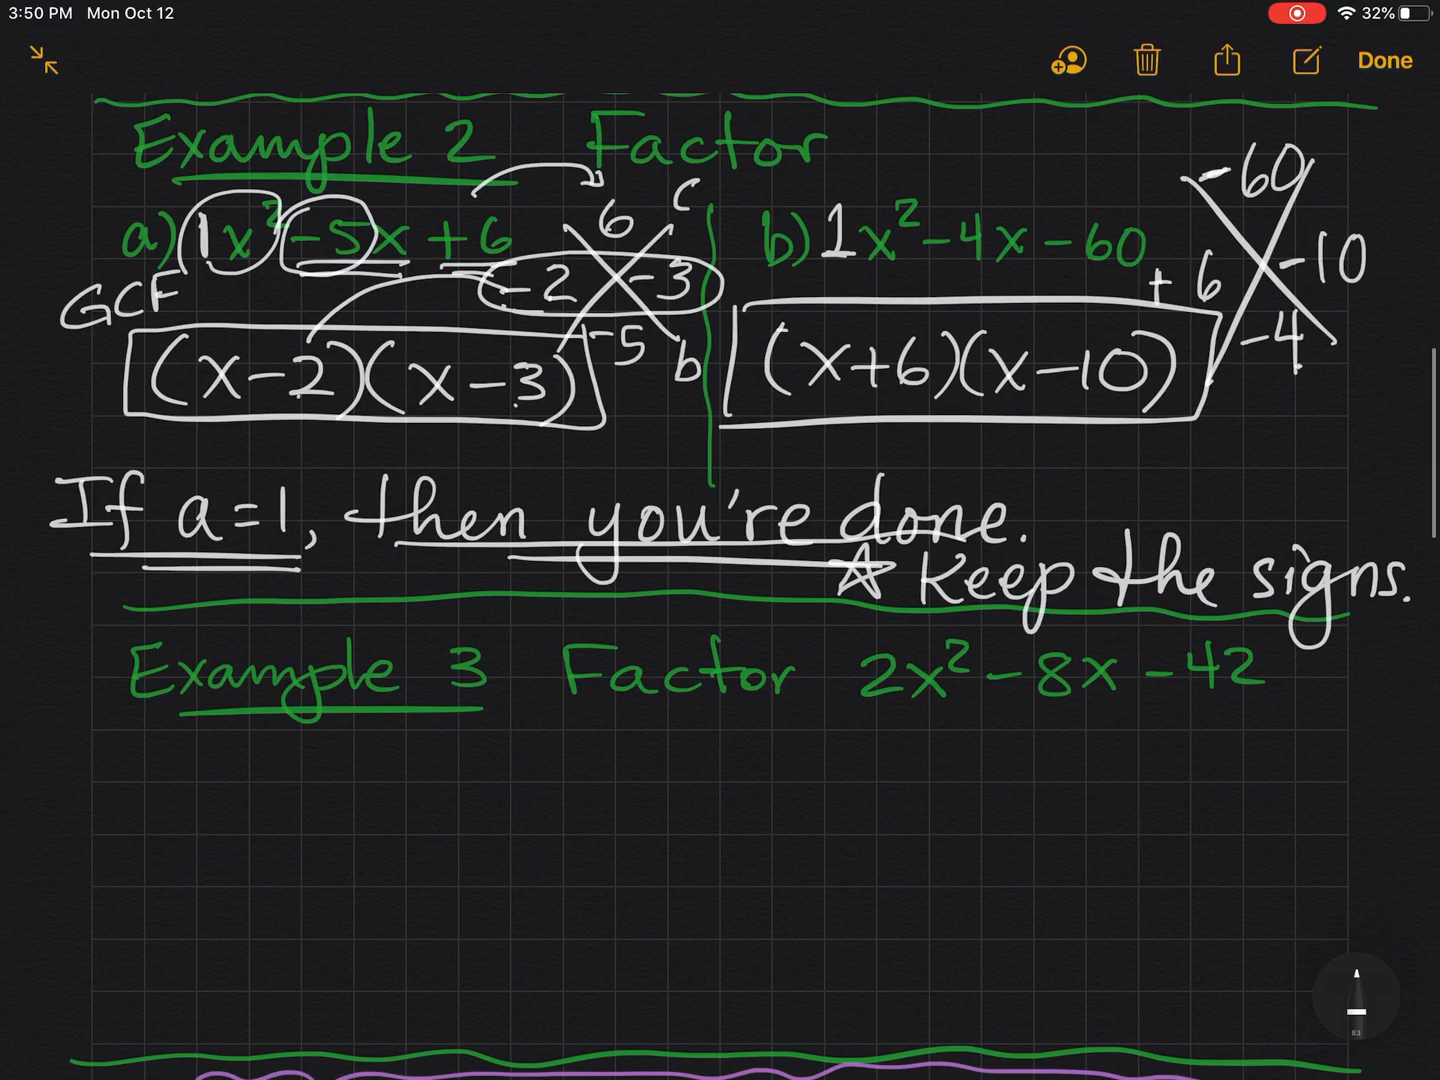 3:50 PM Mon Oct 12
32%
Done
Example 2 Factor
a) 1x² -5x +6
6 c
-2 -3
-5 b
GCF
(x-2)(x-3)
b) 1x² -4x -60
-60
+6 -10
-4
(x+6)(x-10)
If a=1, then you're done.
☆ Keep the signs.
Example 3 Factor 2x² -8x -42
83